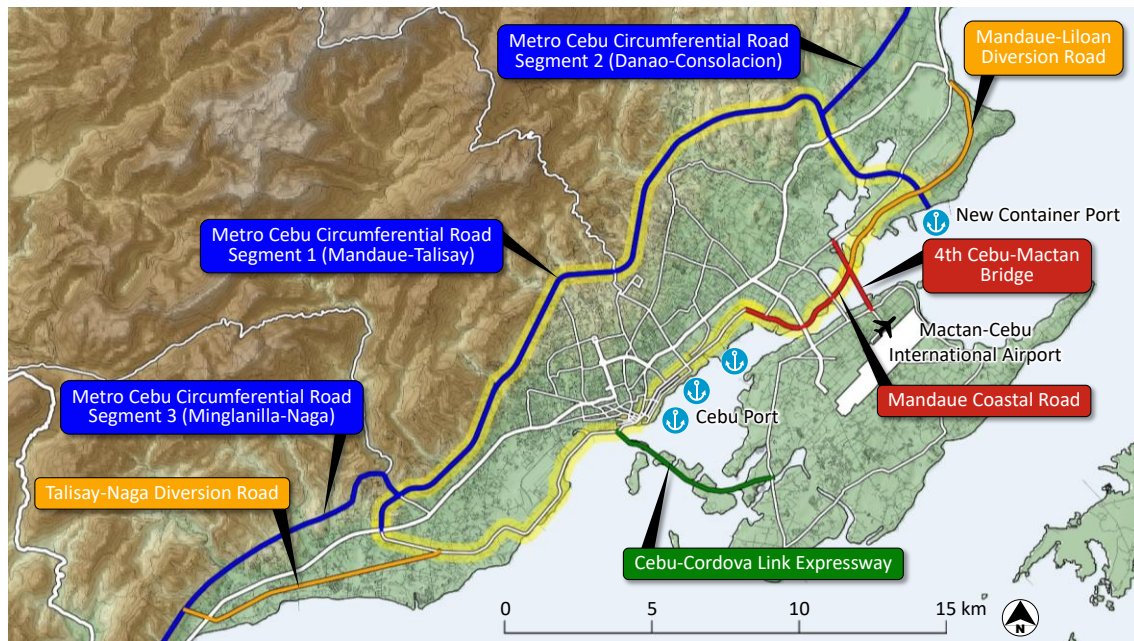 Metro Cebu Circumferential Road
Segment 2 (Danao-Consolacion)
Mandaue-Liloan
Diversion Road
Metro Cebu Circumferential Road
Segment 1 (Mandaue-Talisay)
New Container Port
4th Cebu-Mactan
Bridge
Mactan-Cebu
International Airport
Metro Cebu Circumferential Road
Segment 3 (Minglanilla-Naga)
Mandaue Coastal Road
Cebu Port
Talisay-Naga Diversion Road
Cebu-Cordova Link Expressway
0 5 10 15 km
N